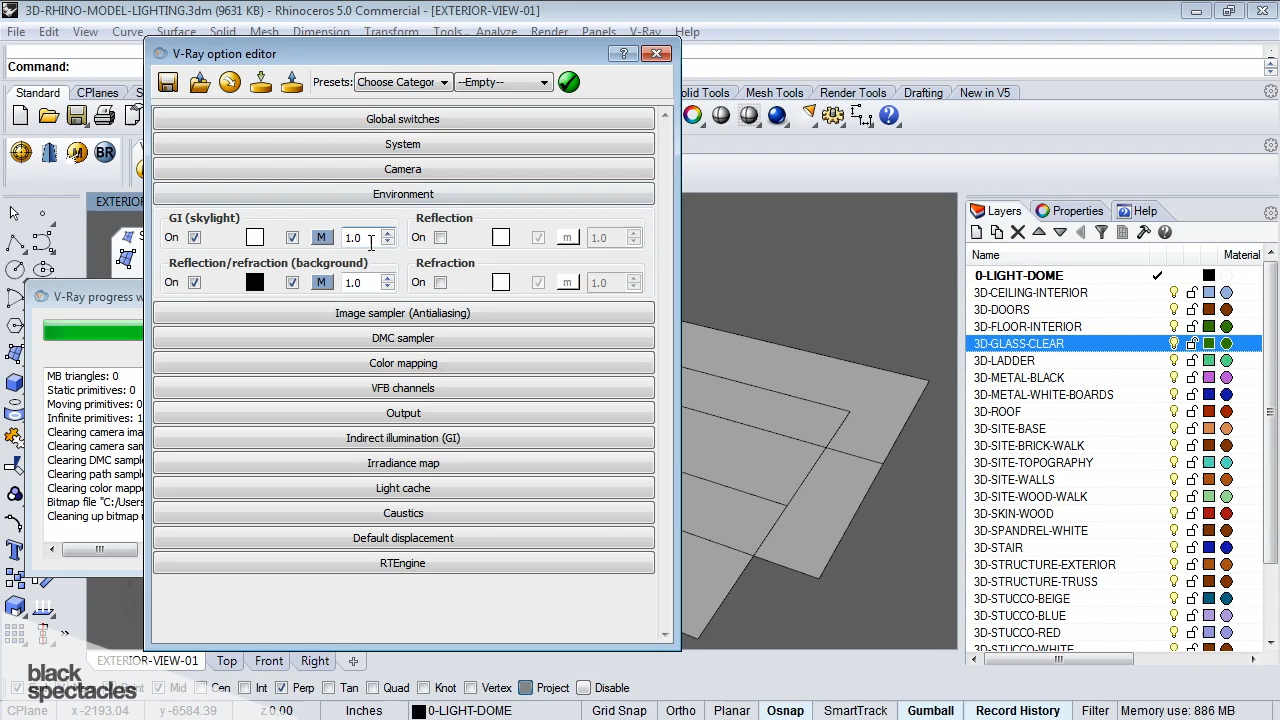 3D-RHINO-MODEL-LIGHTING.3dm (9631 KB) - Rhinoceros 5.0 Commercial - [EXTERIOR-VIEW-01]
File Edit View Curve Surface Solid Mesh Dimension Transform Tools Analyze Render Panels V-Ray Help
Command:
Standard CPlanes
olid Tools Mesh Tools Render Tools Drafting New in V5
M BR
EXTERIOR
V-Ray option editor
Presets: Choose Categor --Empty--
Global switches
System
Camera
Environment
GI (skylight)
On M 1.0
Reflection
On m 1.0
Reflection/refraction (background)
On M 1.0
Refraction
On m 1.0
Image sampler (Antialiasing)
DMC sampler
Color mapping
VFB channels
Output
Indirect illumination (GI)
Irradiance map
Light cache
Caustics
Default displacement
RTEngine
V-Ray progress w
MB triangles: 0
Static primitives: 0
Moving primitives: 0
Infinite primitives: 1
Clearing camera ima
Clearing DMC sample
Clearing path sample
Clearing color mappe
Bitmap file "C:/Users
Cleaning up bitmap
Layers Properties Help
Name Material
0-LIGHT-DOME
3D-CEILING-INTERIOR
3D-DOORS
3D-FLOOR-INTERIOR
3D-GLASS-CLEAR
3D-LADDER
3D-METAL-BLACK
3D-METAL-WHITE-BOARDS
3D-ROOF
3D-SITE-BASE
3D-SITE-BRICK-WALK
3D-SITE-TOPOGRAPHY
3D-SITE-WALLS
3D-SITE-WOOD-WALK
3D-SKIN-WOOD
3D-SPANDREL-WHITE
3D-STAIR
3D-STRUCTURE-EXTERIOR
3D-STRUCTURE-TRUSS
3D-STUCCO-BEIGE
3D-STUCCO-BLUE
3D-STUCCO-RED
3D-STUCCO-WHITE
EXTERIOR-VIEW-01 Top Front Right
black
spectacles
Mid Cen Int Perp Tan Quad Knot Vertex Project Disable
CPlane x -2193.04 y -6584.39 z 0.00 Inches 0-LIGHT-DOME Grid Snap Ortho Planar Osnap SmartTrack Gumball Record History Filter Memory use: 886 MB